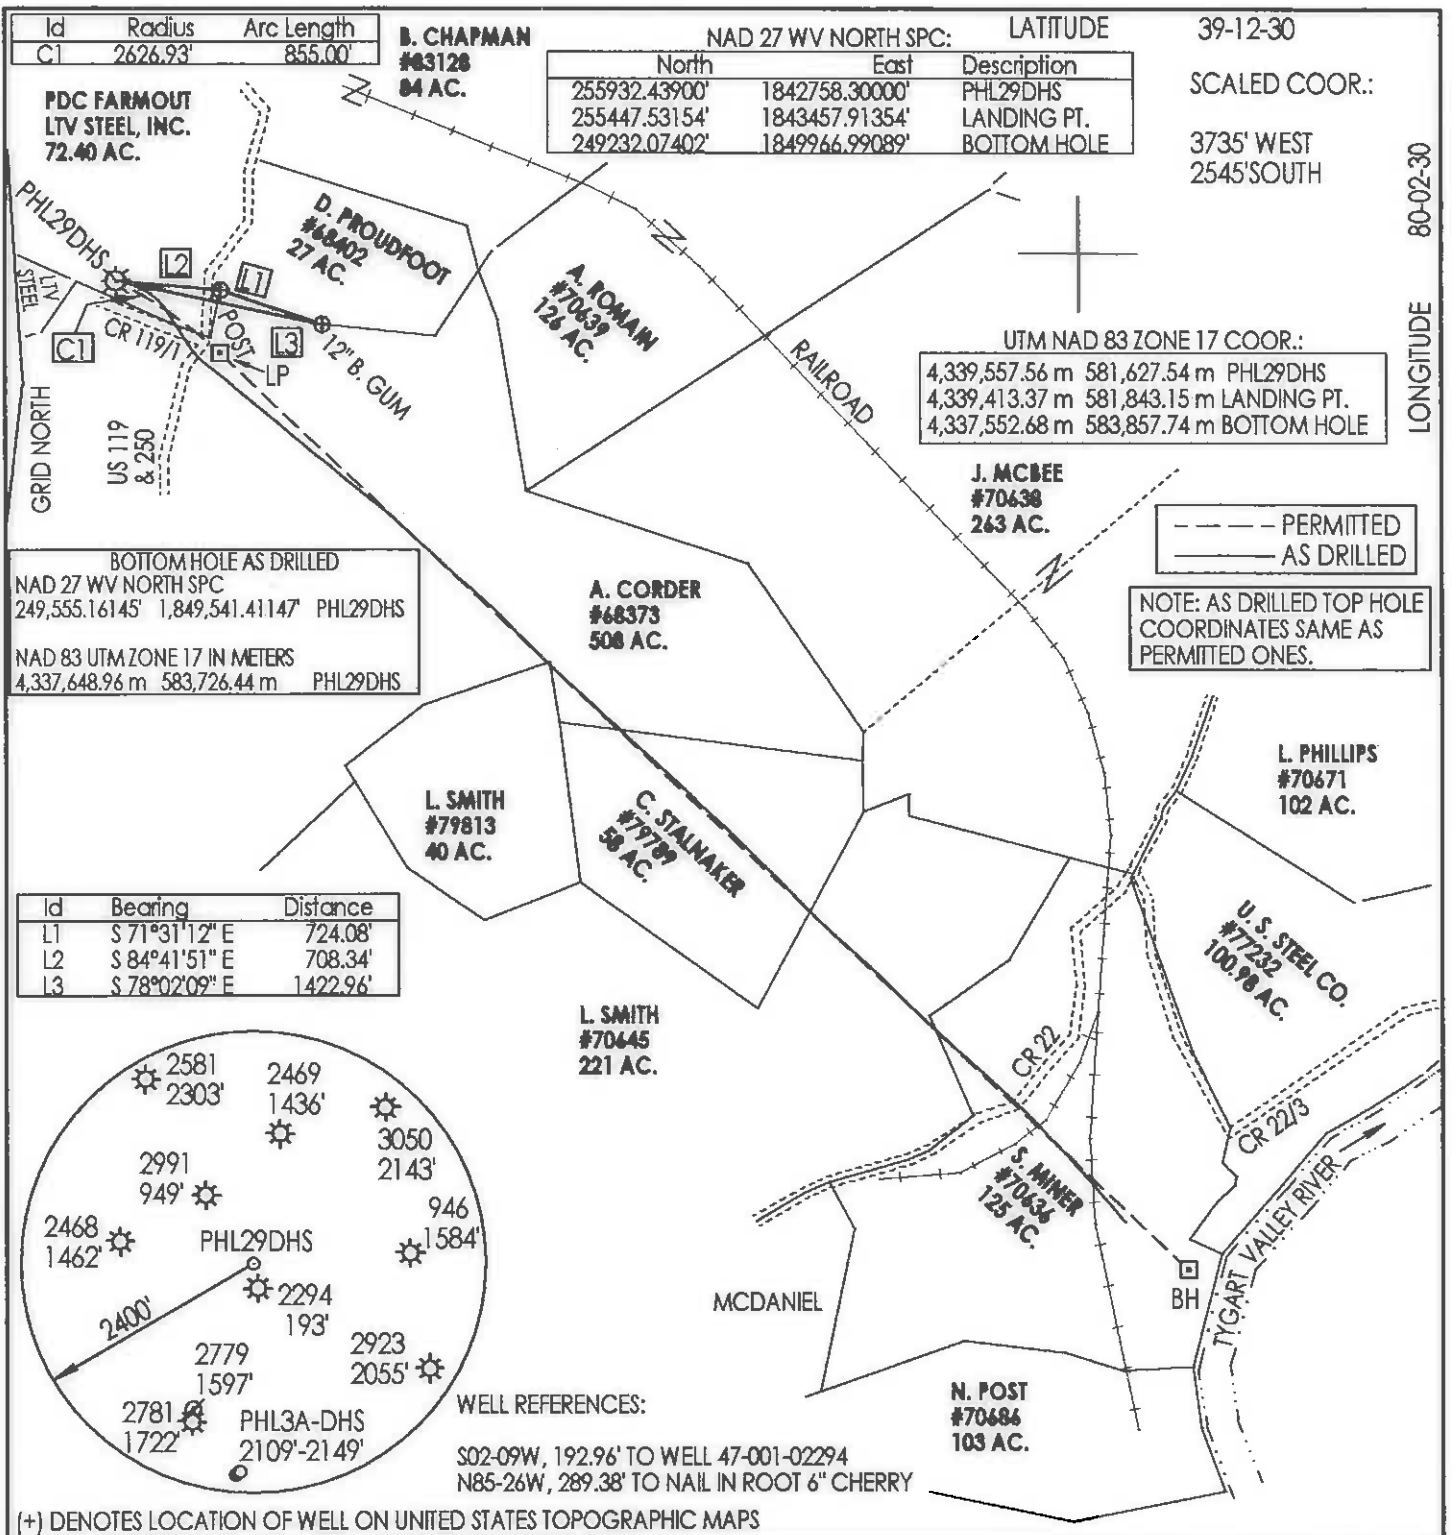 Id Radius Arc Length
C1 2626.93' 855.00'
B. CHAPMAN
#83128
84 AC.
NAD 27 WV NORTH SPC:
North East Description
255932.43900' 1842758.30000' PHL29DHS
255447.53154' 1843457.91354' LANDING PT.
249232.07402' 1849966.99089' BOTTOM HOLE
LATITUDE 39-12-30
SCALED COOR.:
3735' WEST
2545'SOUTH
LONGITUDE 80-02-30
PDC FARMOUT
LTV STEEL, INC.
72.40 AC.
PHL29DHS
L2
L1
D. PROUDFOOT
#68402
27 AC.
LTV
STEEL
C1
CR 119/1
POST
L3
LP
12" B. GUM
A. ROMAIN
#70639
126 AC.
RAILROAD
UTM NAD 83 ZONE 17 COOR.:
4,339,557.56 m 581,627.54 m PHL29DHS
4,339,413.37 m 581,843.15 m LANDING PT.
4,337,552.68 m 583,857.74 m BOTTOM HOLE
GRID NORTH
US 119
& 250
J. MCBEE
#70638
263 AC.
PERMITTED
AS DRILLED
BOTTOM HOLE AS DRILLED
NAD 27 WV NORTH SPC
249,555.16145' 1,849,541.41147' PHL29DHS
NAD 83 UTM ZONE 17 IN METERS
4,337,648.96 m 583,726.44 m PHL29DHS
A. CORDER
#68373
508 AC.
NOTE: AS DRILLED TOP HOLE
COORDINATES SAME AS
PERMITTED ONES.
L. PHILLIPS
#70671
102 AC.
L. SMITH
#79813
40 AC.
C. STALNAKER
#79789
58 AC.
Id Bearing Distance
L1 S 71°31'12" E 724.08'
L2 S 84°41'51" E 708.34'
L3 S 78°02'09" E 1422.96'
U. S. STEEL CO.
#77232
100.98 AC.
L. SMITH
#70645
221 AC.
CR 22
CR 22/3
2581
2303'
2469
1436'
3050
2143'
2991
949'
946
1584'
2468
1462'
PHL29DHS
2294
193'
2400'
2923
2055'
2779
1597'
2781
1722'
PHL3A-DHS
2109'-2149'
S. MINER
#70636
125 AC.
MCDANIEL
BH
TYGART VALLEY RIVER
N. POST
#70686
103 AC.
WELL REFERENCES:
S02-09W, 192.96' TO WELL 47-001-02294
N85-26W, 289.38' TO NAIL IN ROOT 6" CHERRY
(+) DENOTES LOCATION OF WELL ON UNITED STATES TOPOGRAPHIC MAPS